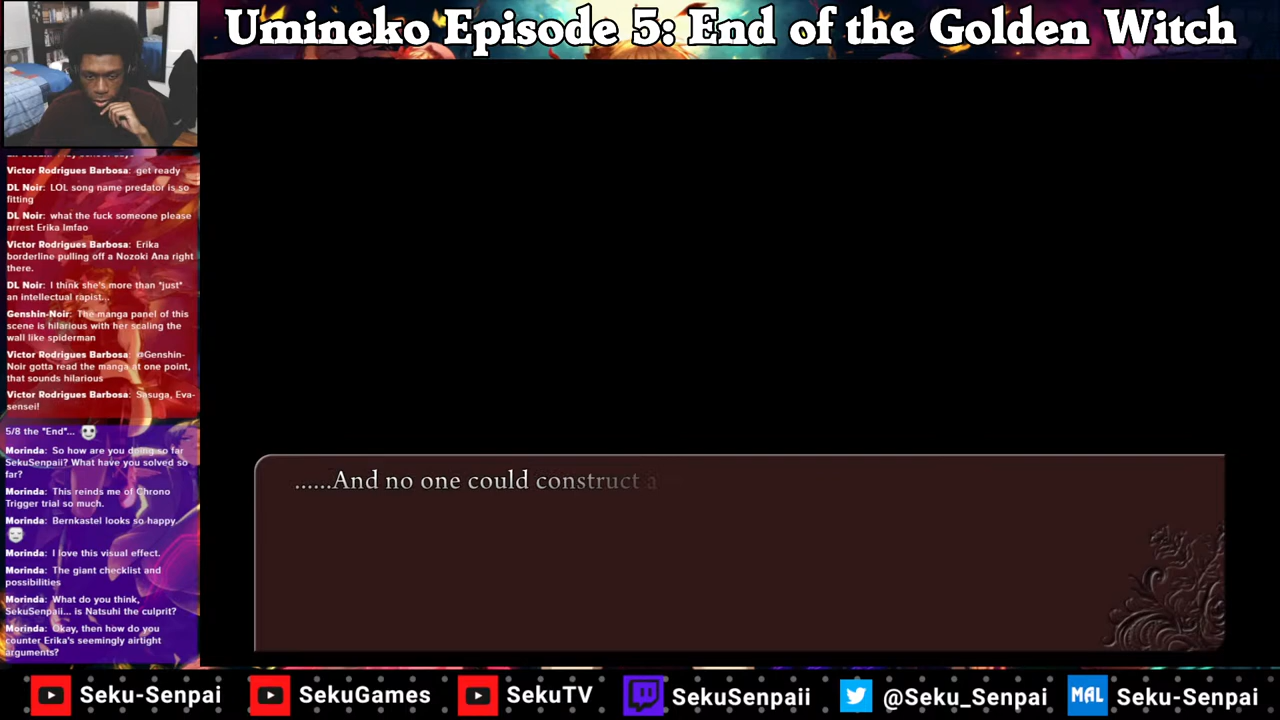 Umineko Episode 5: End of the Golden Witch
Victor Rodrigues Barbosa: get ready
DL Noir: LOL song name predator is so
fitting
DL Noir: what the fuck someone please
arrest Erika lmfao
Victor Rodrigues Barbosa: Erika
borderline pulling off a Nozoki Ana right
there.
DL Noir: I think she's more than *just*
an intellectual rapist...
Genshin-Noir: The manga panel of this
scene is hilarious with her scaling the
wall like spiderman
Victor Rodrigues Barbosa: @Genshin-
Noir gotta read the manga at one point,
that sounds hilarious
Victor Rodrigues Barbosa: Sasuga, Eva-
sensei!
5/8 the "End"...
Morinda: So how are you doing so far
SekuSenpaii? What have you solved so
far?
Morinda: This reinds me of Chrono
Trigger trial so much.
Morinda: Bernkastel looks so happy.
Morinda: I love this visual effect.
Morinda: The giant checklist and
possibilities
Morinda: What do you think,
SekuSenpaii... is Natsuhi the culprit?
Morinda: Okay, then how do you
counter Erika's seemingly airtight
arguments?
......And no one could construct a
Seku-Senpai
SekuGames
SekuTV
SekuSenpaii
@Seku_Senpai
MAL
Seku-Senpai